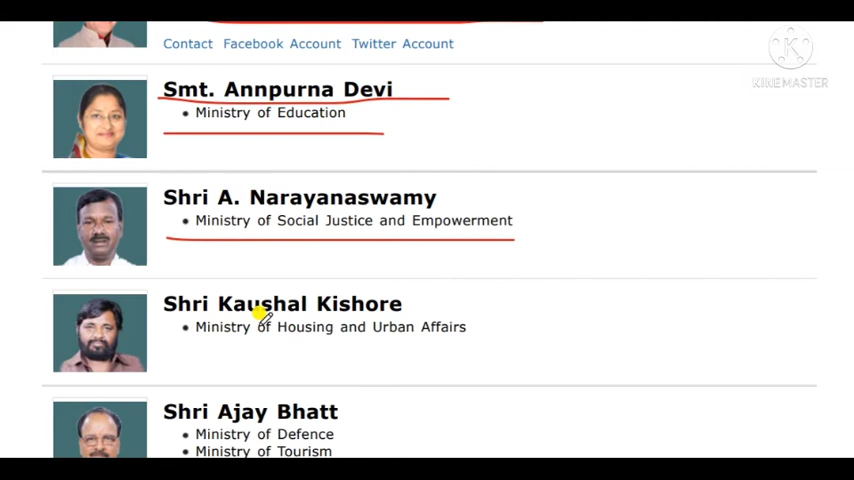 Contact Facebook Account Twitter Account
K
KINEMASTER
Smt. Annpurna Devi
• Ministry of Education
Shri A. Narayanaswamy
• Ministry of Social Justice and Empowerment
Shri Kaushal Kishore
• Ministry of Housing and Urban Affairs
Shri Ajay Bhatt
• Ministry of Defence
• Ministry of Tourism